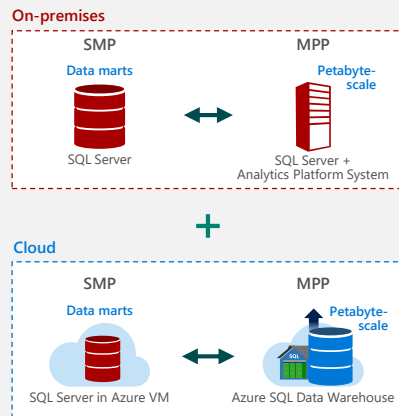 On-premises
SMP
MPP
Data marts
Petabyte-
scale
SQL Server
SQL Server +
Analytics Platform System
+
Cloud
SMP
MPP
Data marts
Petabyte-
scale
SQL
SQL Server in Azure VM
Azure SQL Data Warehouse